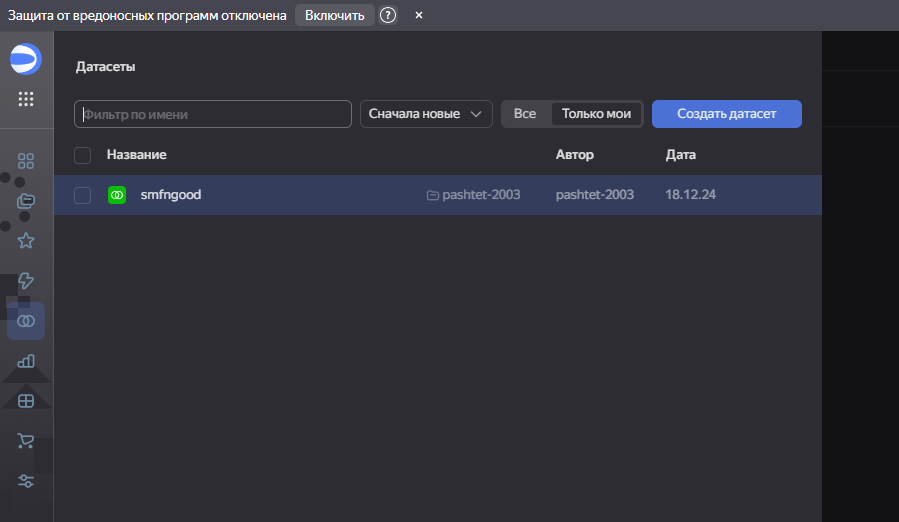 Защита от вредоносных программ отключена Включить ? ×
Датасеты
Фильтр по имени Сначала новые Все Только мои Создать датасет
Название Автор Дата
smfngood pashtet-2003 pashtet-2003 18.12.24